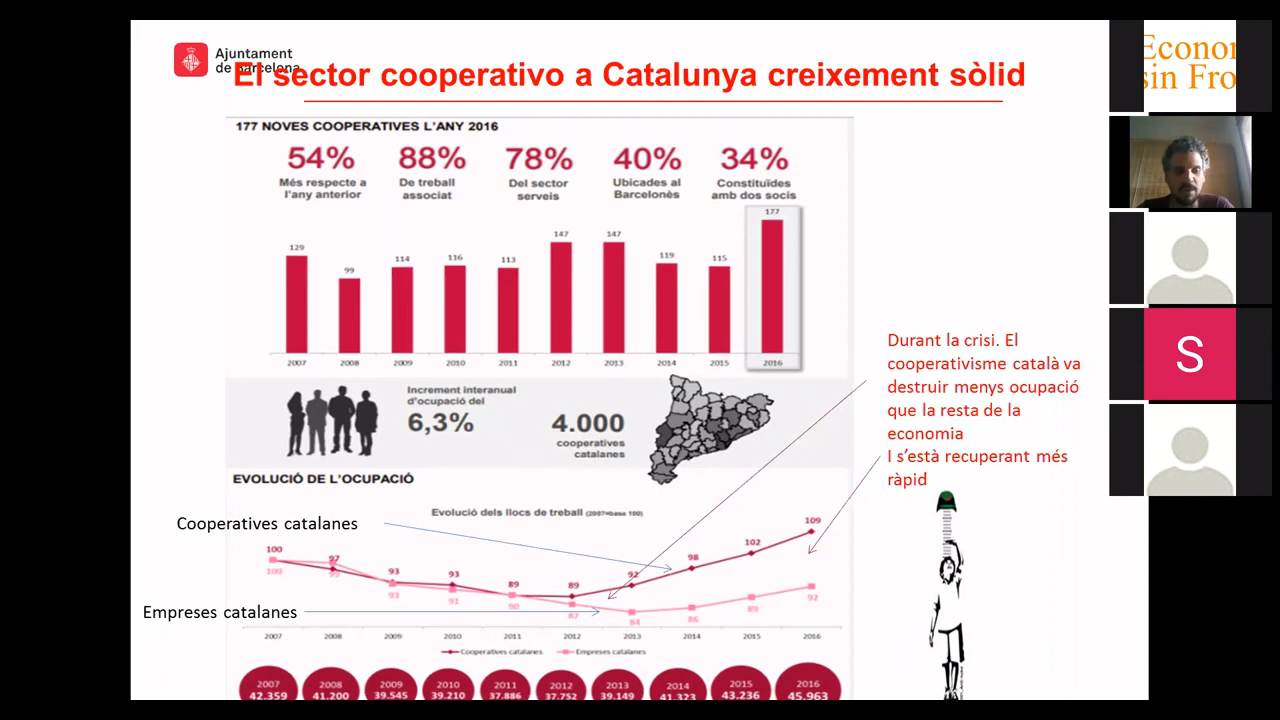 Ajuntament
de Barcelona
El sector cooperativo a Catalunya creixement sòlid
177 NOVES COOPERATIVES L'ANY 2016
54% 88% 78% 40% 34%
Més respecte a De treball Del sector Ubicades al Constituïdes
l'any anterior associat serveis Barcelonès amb dos socis
129 99 114 116 113 147 147 119 115 177
2007 2008 2009 2010 2011 2012 2013 2014 2015 2016
Increment interanual
d'ocupació del
6,3%
4.000
cooperatives
catalanes
Durant la crisi. El
cooperativisme català va
destruir menys ocupació
que la resta de la
economia
I s'està recuperant més
ràpid
EVOLUCIÓ DE L'OCUPACIÓ
Evolució dels llocs de treball (2007=base 100)
Cooperatives catalanes
Empreses catalanes
100 97 93 93 89 89 92 98 102 109
100 99 93 91 90 87 84 86 89 92
2007 2008 2009 2010 2011 2012 2013 2014 2015 2016
Cooperatives catalanes Empreses catalanes
2007 2008 2009 2010 2011 2012 2013 2014 2015 2016
42.359 41.200 39.545 39.210 37.886 37.752 39.149 41.323 43.236 45.963
Econo
sin Fro
S